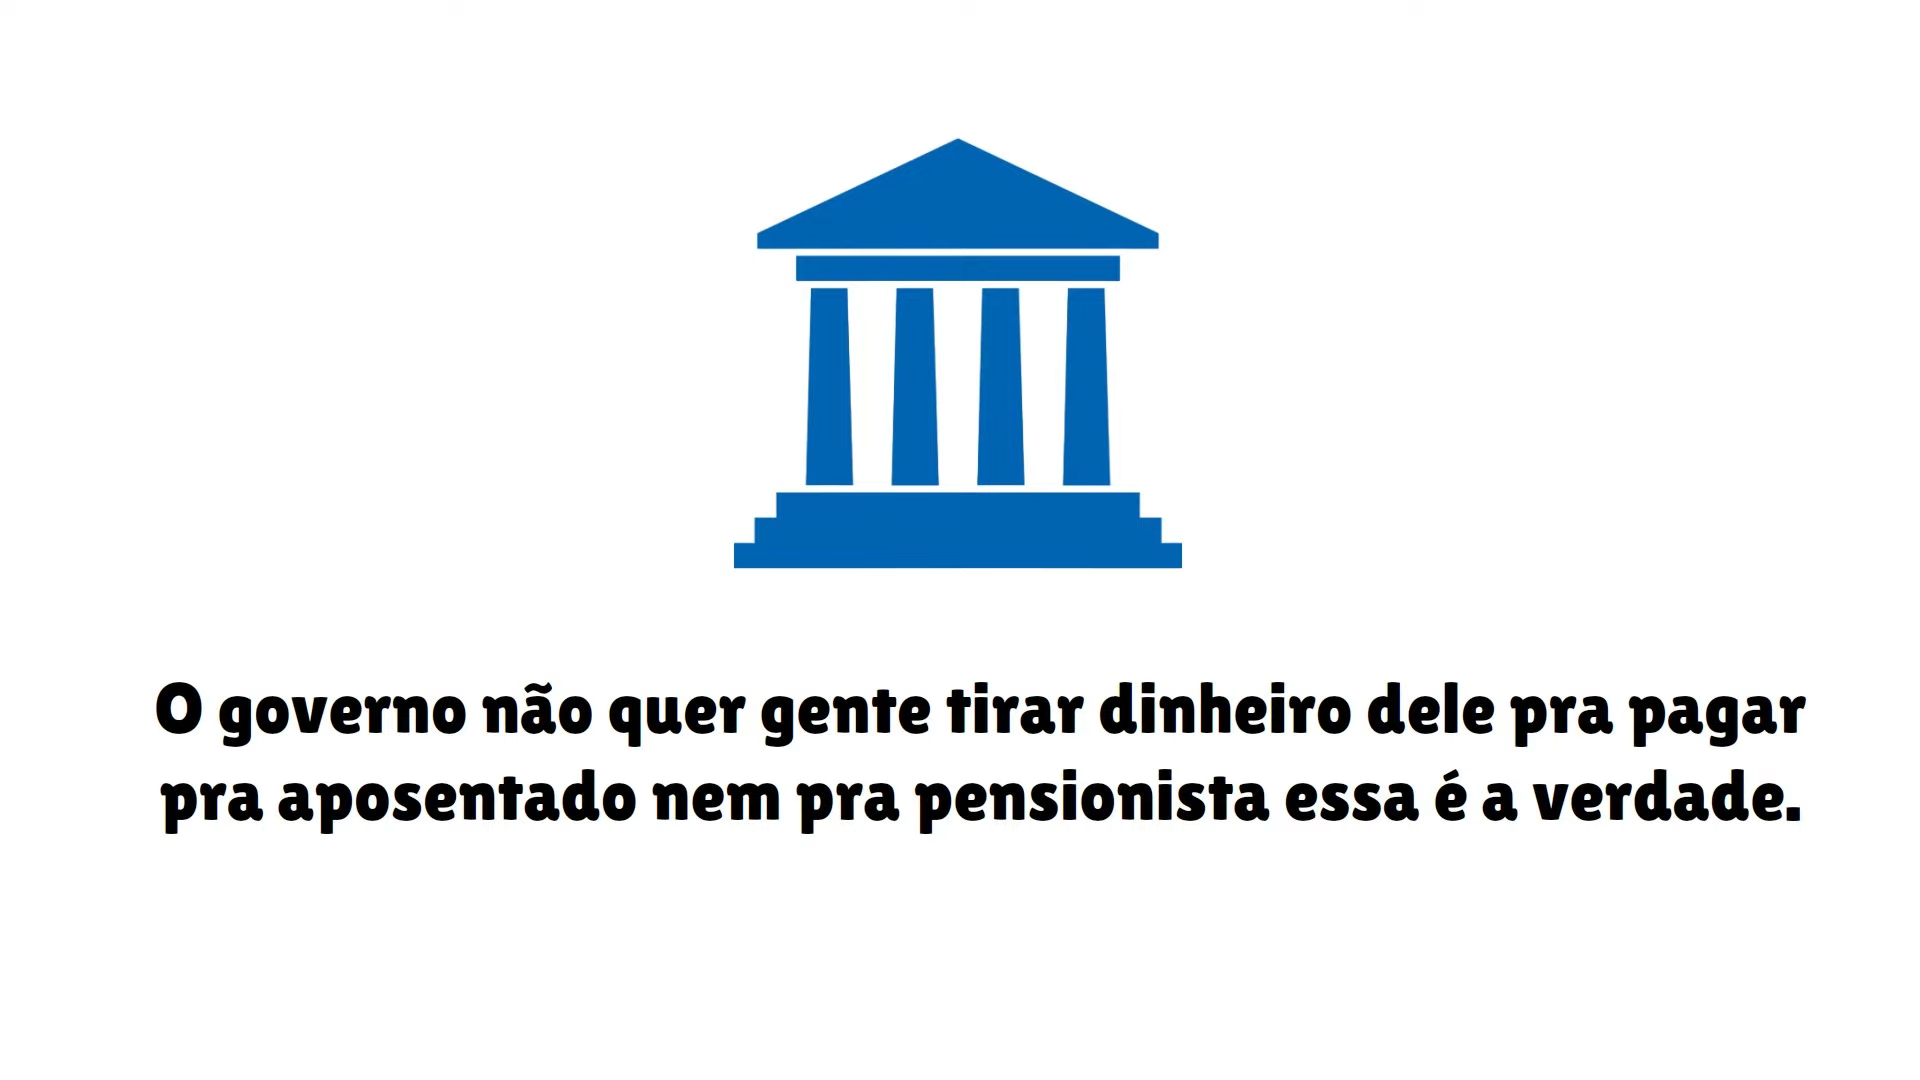 O governo não quer gente tirar dinheiro dele pra pagar
pra aposentado nem pra pensionista essa é a verdade.